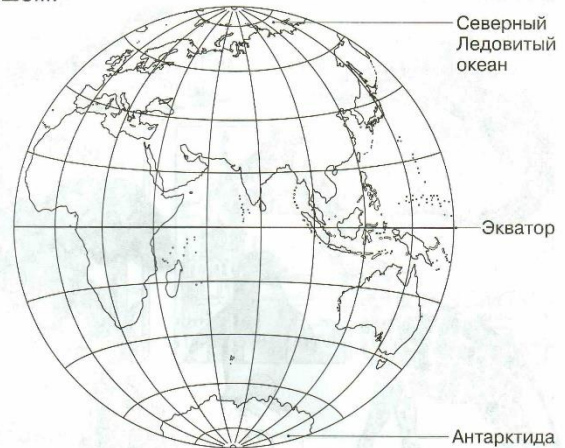 Северный
Ледовитый
океан
Экватор
Антарктида